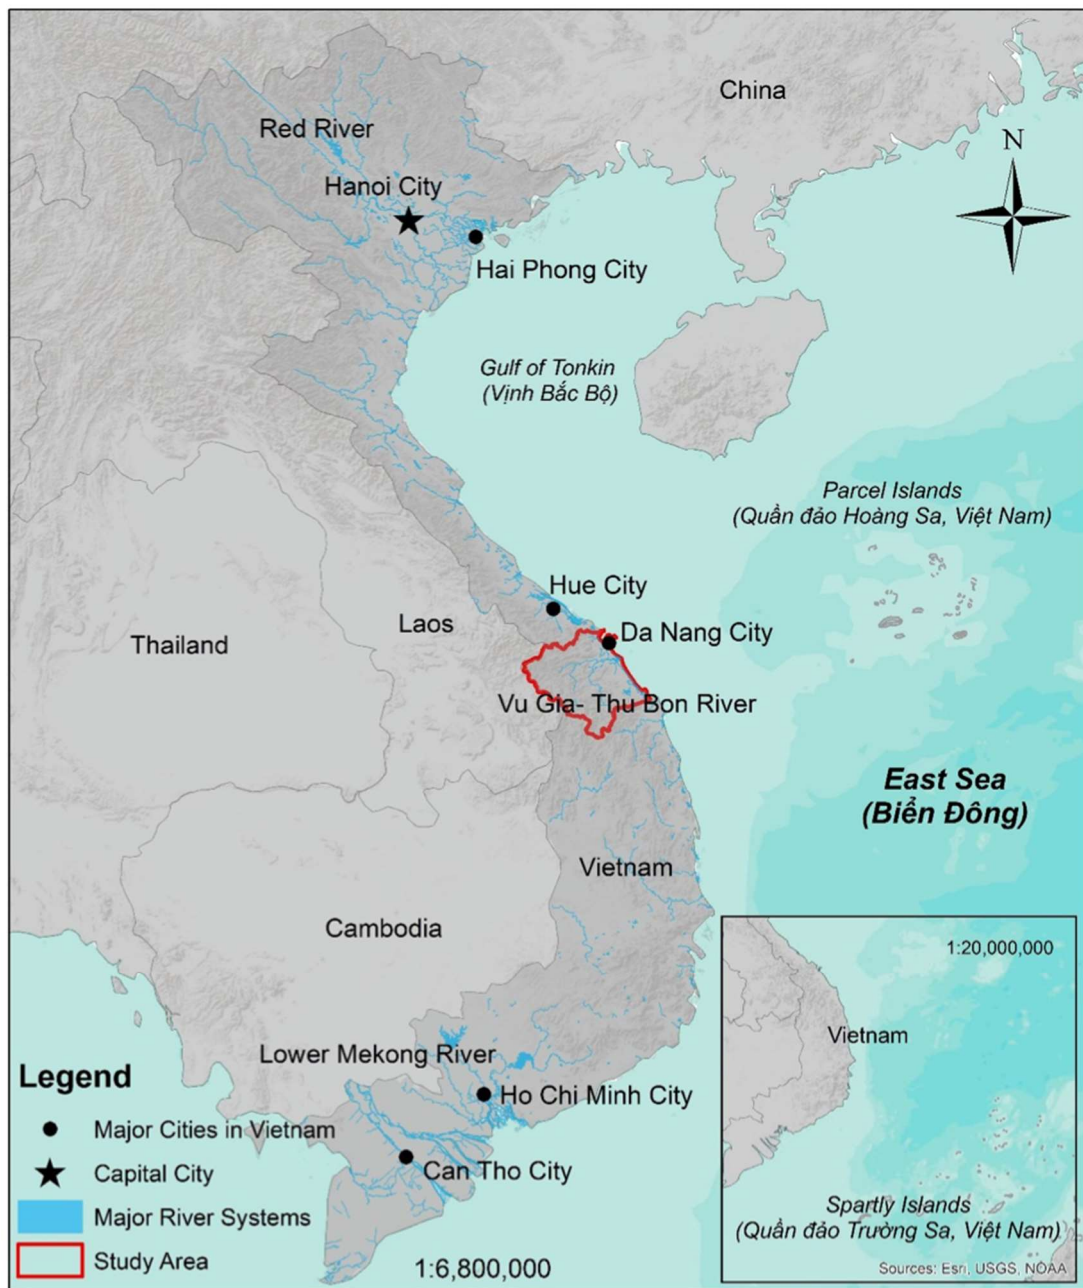 China
Red River
N
Hanoi City
Hai Phong City
Gulf of Tonkin
(Vịnh Bắc Bộ)
Parcel Islands
(Quần đảo Hoàng Sa, Việt Nam)
Hue City
Laos
Da Nang City
Thailand
Vu Gia- Thu Bon River
East Sea
(Biển Đông)
Vietnam
Cambodia
1:20,000,000
Vietnam
Lower Mekong River
Ho Chi Minh City
Can Tho City
Legend
Major Cities in Vietnam
Capital City
Major River Systems
Study Area
1:6,800,000
Spartly Islands
(Quần đảo Trường Sa, Việt Nam)
Sources: Esri, USGS, NOAA